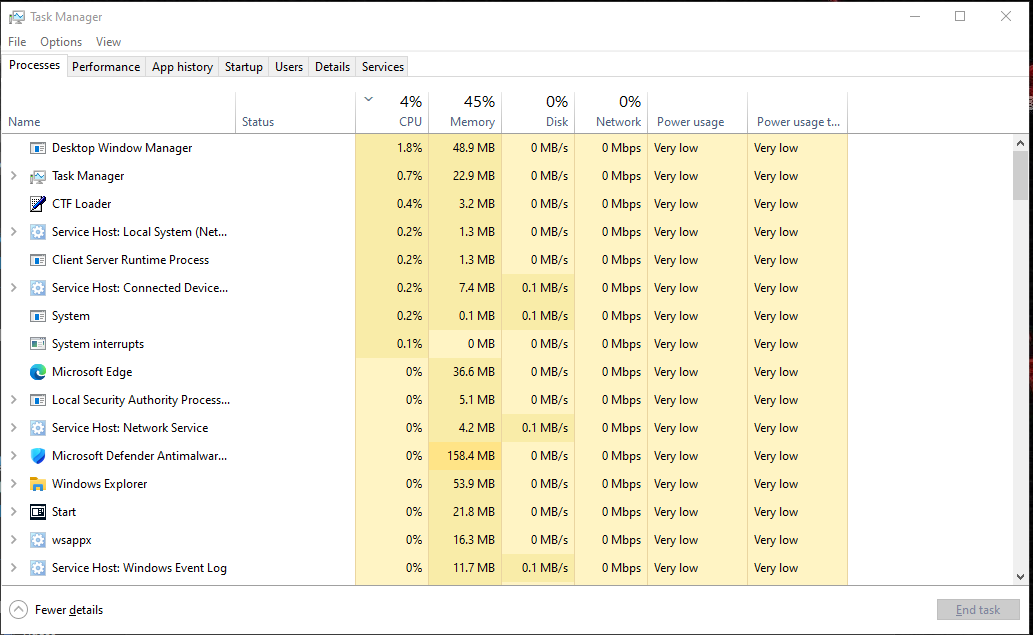 Task Manager
File Options View
Processes Performance App history Startup Users Details Services
4% 45% 0% 0%
Name Status CPU Memory Disk Network Power usage Power usage t...
Desktop Window Manager 1.8% 48.9 MB 0 MB/s 0 Mbps Very low Very low
Task Manager 0.7% 22.9 MB 0 MB/s 0 Mbps Very low Very low
CTF Loader 0.4% 3.2 MB 0 MB/s 0 Mbps Very low Very low
Service Host: Local System (Net... 0.2% 1.3 MB 0 MB/s 0 Mbps Very low Very low
Client Server Runtime Process 0.2% 1.3 MB 0 MB/s 0 Mbps Very low Very low
Service Host: Connected Device... 0.2% 7.4 MB 0.1 MB/s 0 Mbps Very low Very low
System 0.2% 0.1 MB 0.1 MB/s 0 Mbps Very low Very low
System interrupts 0.1% 0 MB 0 MB/s 0 Mbps Very low Very low
Microsoft Edge 0% 36.6 MB 0 MB/s 0 Mbps Very low Very low
Local Security Authority Process... 0% 5.1 MB 0 MB/s 0 Mbps Very low Very low
Service Host: Network Service 0% 4.2 MB 0.1 MB/s 0 Mbps Very low Very low
Microsoft Defender Antimalwar... 0% 158.4 MB 0 MB/s 0 Mbps Very low Very low
Windows Explorer 0% 53.9 MB 0 MB/s 0 Mbps Very low Very low
Start 0% 21.8 MB 0 MB/s 0 Mbps Very low Very low
wsappx 0% 16.3 MB 0 MB/s 0 Mbps Very low Very low
Service Host: Windows Event Log 0% 11.7 MB 0.1 MB/s 0 Mbps Very low Very low
Fewer details End task